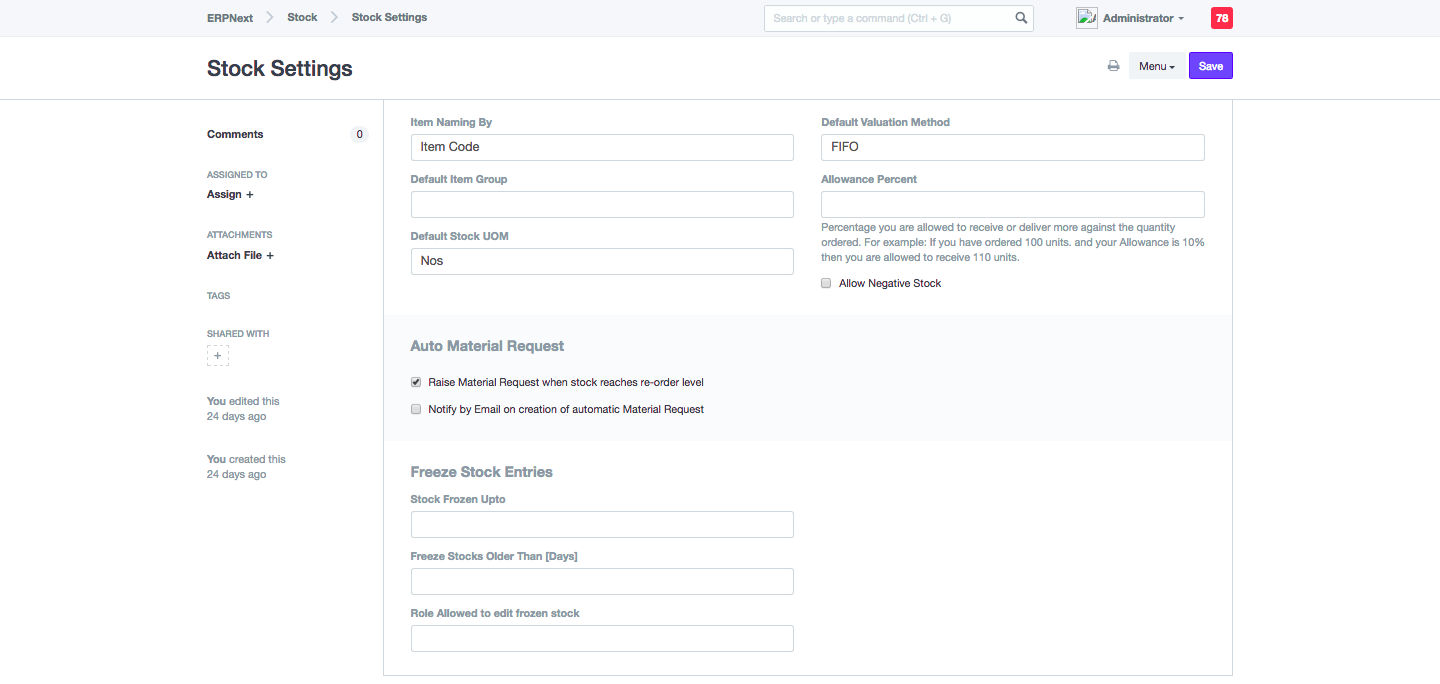 ERPNext Stock Stock Settings Search or type a command (Ctrl + G) Administrator 78
Stock Settings Menu Save
Comments 0
ASSIGNED TO
Assign +
ATTACHMENTS
Attach File +
TAGS
SHARED WITH
+
You edited this
24 days ago
You created this
24 days ago
Item Naming By
Item Code
Default Item Group
Default Stock UOM
Nos
Default Valuation Method
FIFO
Allowance Percent
Percentage you are allowed to receive or deliver more against the quantity
ordered. For example: If you have ordered 100 units. and your Allowance is 10%
then you are allowed to receive 110 units.
Allow Negative Stock
Auto Material Request
Raise Material Request when stock reaches re-order level
Notify by Email on creation of automatic Material Request
Freeze Stock Entries
Stock Frozen Upto
Freeze Stocks Older Than [Days]
Role Allowed to edit frozen stock